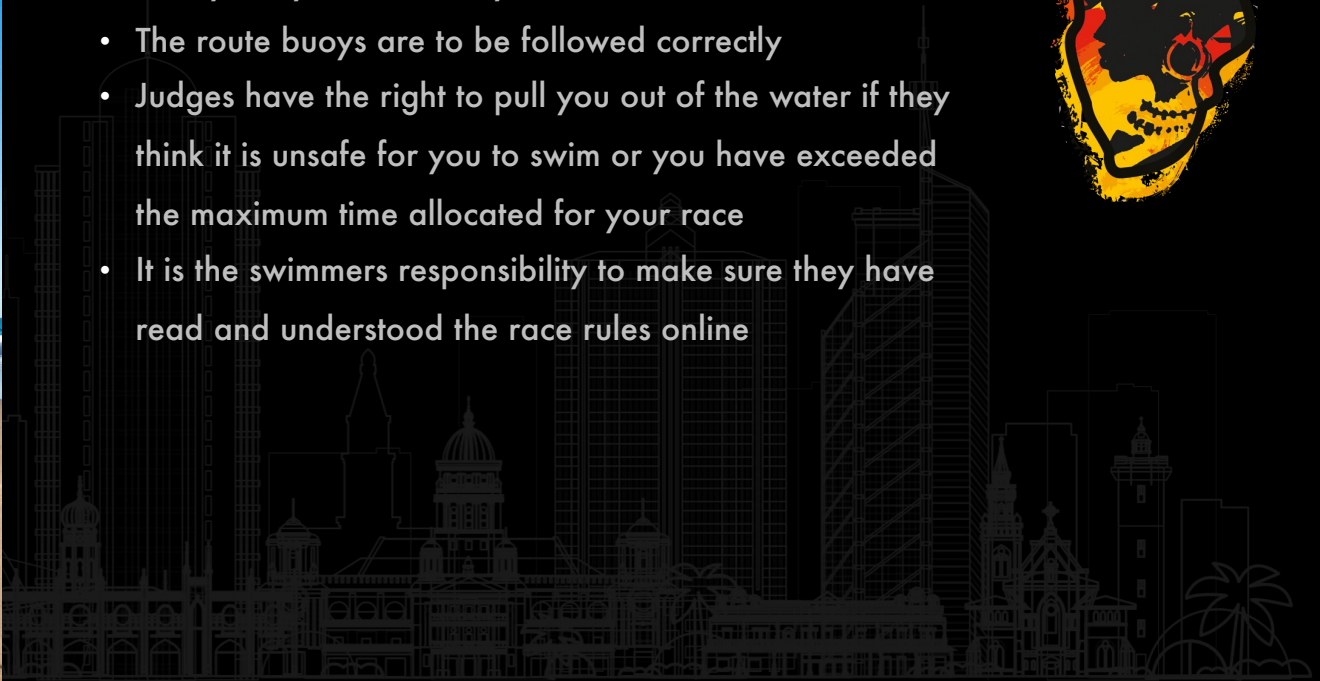 • The route buoys are to be followed correctly
• Judges have the right to pull you out of the water if they
think it is unsafe for you to swim or you have exceeded
the maximum time allocated for your race
• It is the swimmers responsibility to make sure they have
read and understood the race rules online